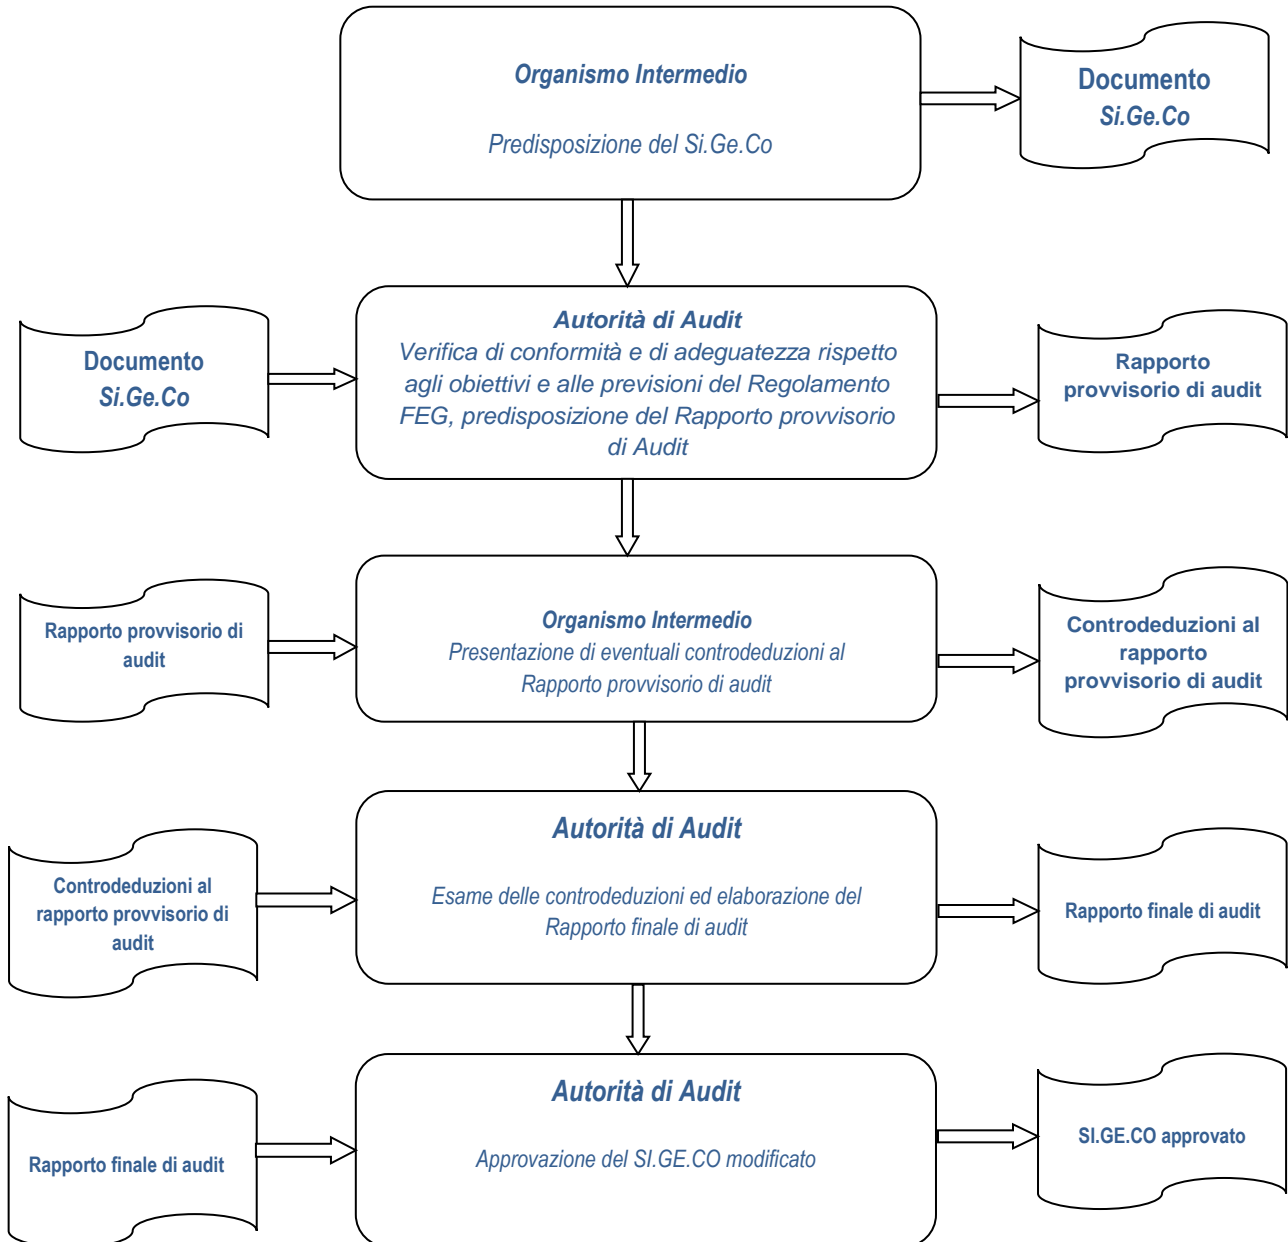 Organismo Intermedio
Predisposizione del Si.Ge.Co
Documento
Si.Ge.Co
Documento
Si.Ge.Co
Autorità di Audit
Verifica di conformità e di adeguatezza rispetto
agli obiettivi e alle previsioni del Regolamento
FEG, predisposizione del Rapporto provvisorio
di Audit
Rapporto
provvisorio di audit
Rapporto provvisorio di
audit
Organismo Intermedio
Presentazione di eventuali controdeduzioni al
Rapporto provvisorio di audit
Controdeduzioni al
rapporto
provvisorio di audit
Controdeduzioni al
rapporto provvisorio di
audit
Autorità di Audit
Esame delle controdeduzioni ed elaborazione del
Rapporto finale di audit
Rapporto finale di audit
Rapporto finale di audit
Autorità di Audit
Approvazione del SI.GE.CO modificato
SI.GE.CO approvato